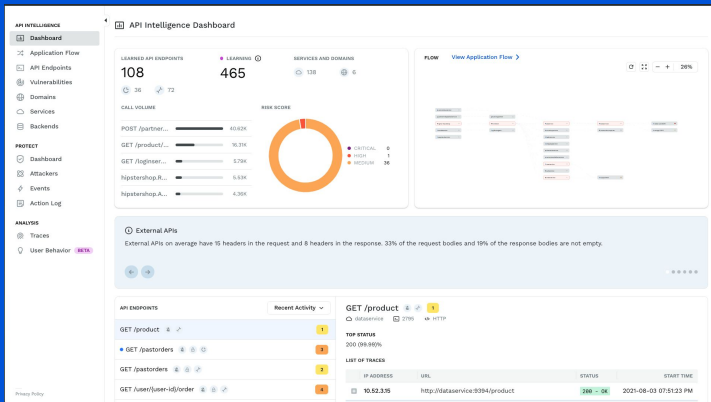 API INTELLIGENCE
Dashboard
Application Flow
API Endpoints
Vulnerabilities
Domains
Services
Backends
PROTECT
Dashboard
Attackers
Events
Action Log
ANALYSIS
Traces
User Behavior BETA
Privacy Policy
API Intelligence Dashboard
LEARNED API ENDPOINTS
108
36 72
LEARNING
465
SERVICES AND DOMAINS
138 6
CALL VOLUME
POST /partner... 40.62K
GET /product/... 16.31K
GET /loginser... 5.79K
hipstershop.R... 5.53K
hipstershop.A... 4.36K
RISK SCORE
CRITICAL 0
HIGH 1
MEDIUM 36
FLOW View Application Flow
26%
External APIs
External APIs on average have 15 headers in the request and 8 headers in the response. 33% of the request bodies and 19% of the response bodies are not empty.
API ENDPOINTS Recent Activity
GET /product 1
GET /pastorders 3
GET /pastorders 3
GET /user/{user-id}/order 4
GET /product 1
dataservice 2795 HTTP
TOP STATUS
200 (99.99)%
LIST OF TRACES
IP ADDRESS URL STATUS START TIME
10.52.3.15 http://dataservice:9394/product 200 - OK 2021-08-03 07:51:23 PM